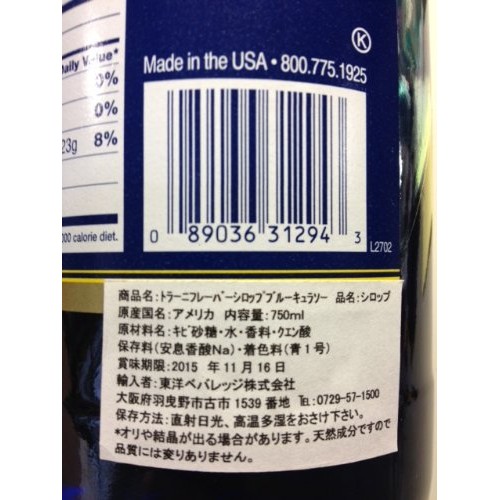 Daily Value*
0%
0%
23g 8%
000 calorie diet.
K
Made in the USA • 800.775.1925
0 89036 31294 3
L2702
商品名:トラーニフレーバーシロップブルーキュラソー 品名:シロップ
原産国名:アメリカ 内容量:750ml
原材料名:キビ砂糖・水・香料・クエン酸
保存料(安息香酸Na)・着色料(青1号)
賞味期限:2015 年 11 月 16 日
輸入者:東洋ベバレッジ株式会社
大阪府羽曳野市古市 1539 番地 TEL:0729-57-1500
保存方法:直射日光、高温多湿をおさけ下さい。
*オリや結晶が出る場合があります。天然成分ですので
品質には変りありません。